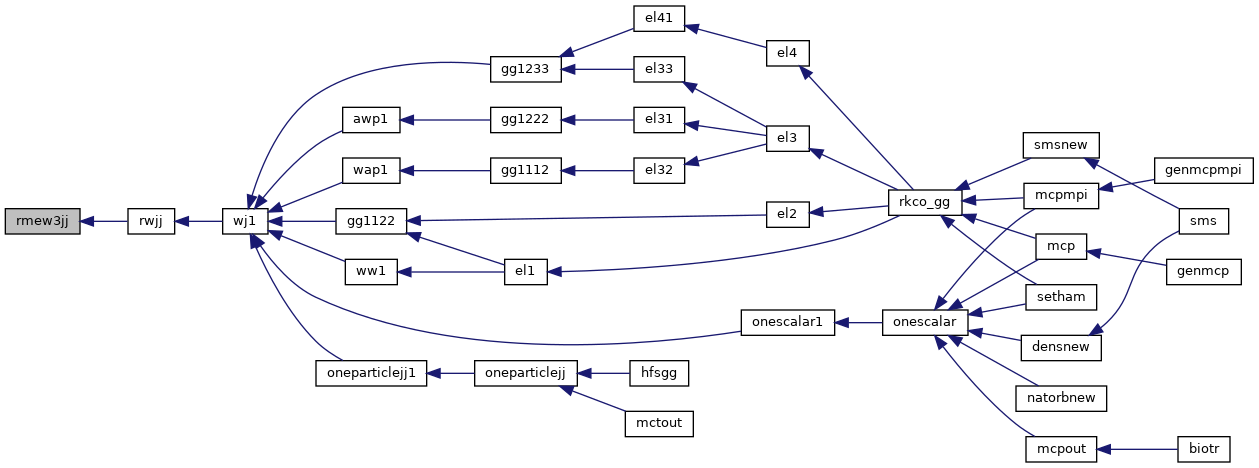 rmew3jj
rwjj
wj1
gg1233
awp1
wap1
gg1122
ww1
oneparticlejj1
gg1222
gg1112
el1
oneparticlejj
el41
el33
el31
el32
hfsgg
mctout
el4
el3
el2
onescalar1
rkco_gg
onescalar
smsnew
mcpmpi
mcp
setham
densnew
natorbnew
mcpout
genmcpmpi
sms
genmcp
biotr